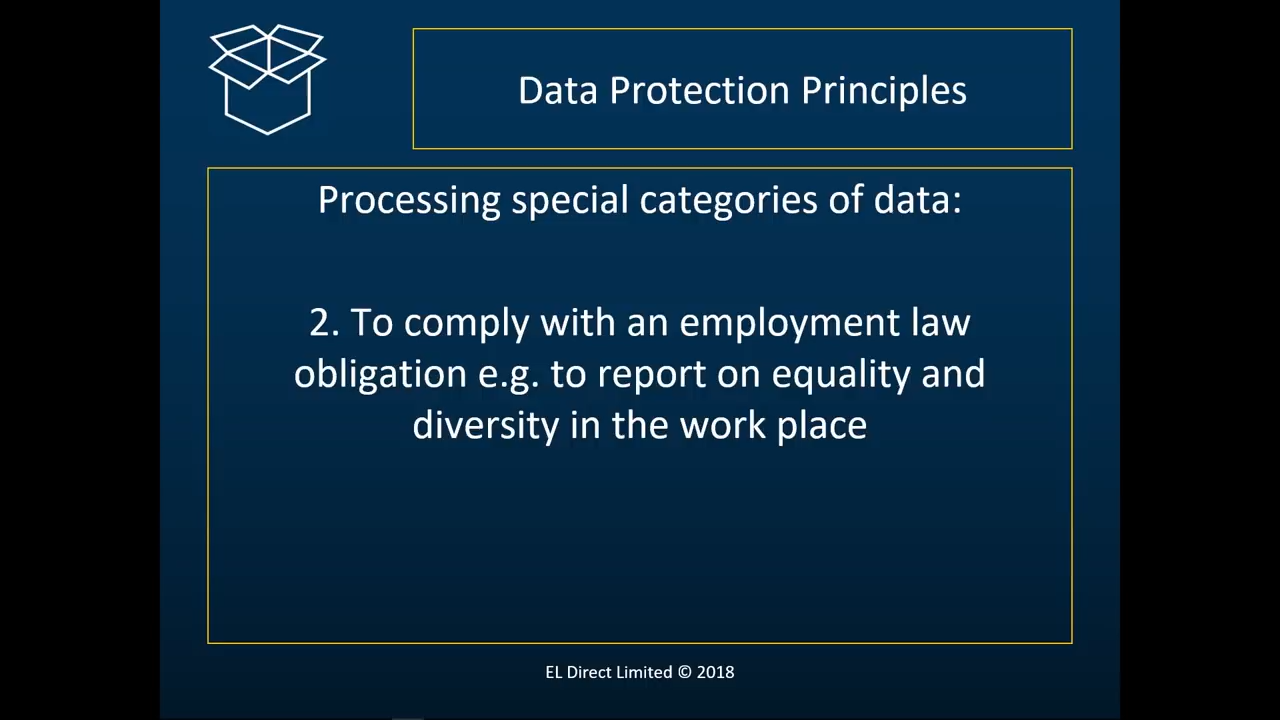 Data Protection Principles
Processing special categories of data:
2. To comply with an employment law
obligation e.g. to report on equality and
diversity in the work place
EL Direct Limited © 2018